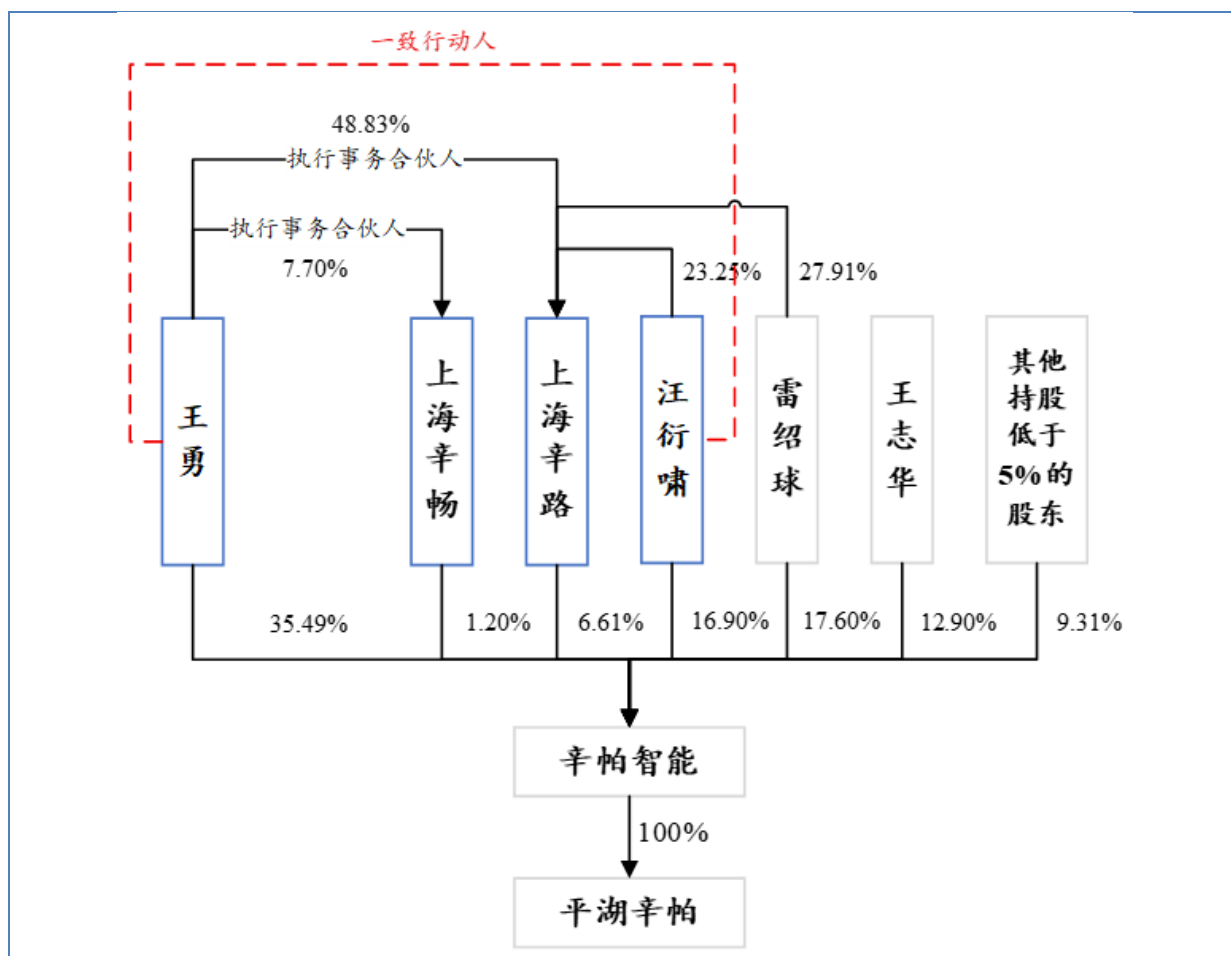 一致行动人
48.83%
执行事务合伙人
执行事务合伙人
7.70%
23.25%
27.91%
王勇
上海辛畅
上海辛路
汪衍啸
雷绍球
王志华
其他
持股
低于
5%的
股东
35.49%
1.20%
6.61%
16.90%
17.60%
12.90%
9.31%
辛帕智能
100%
平湖辛帕